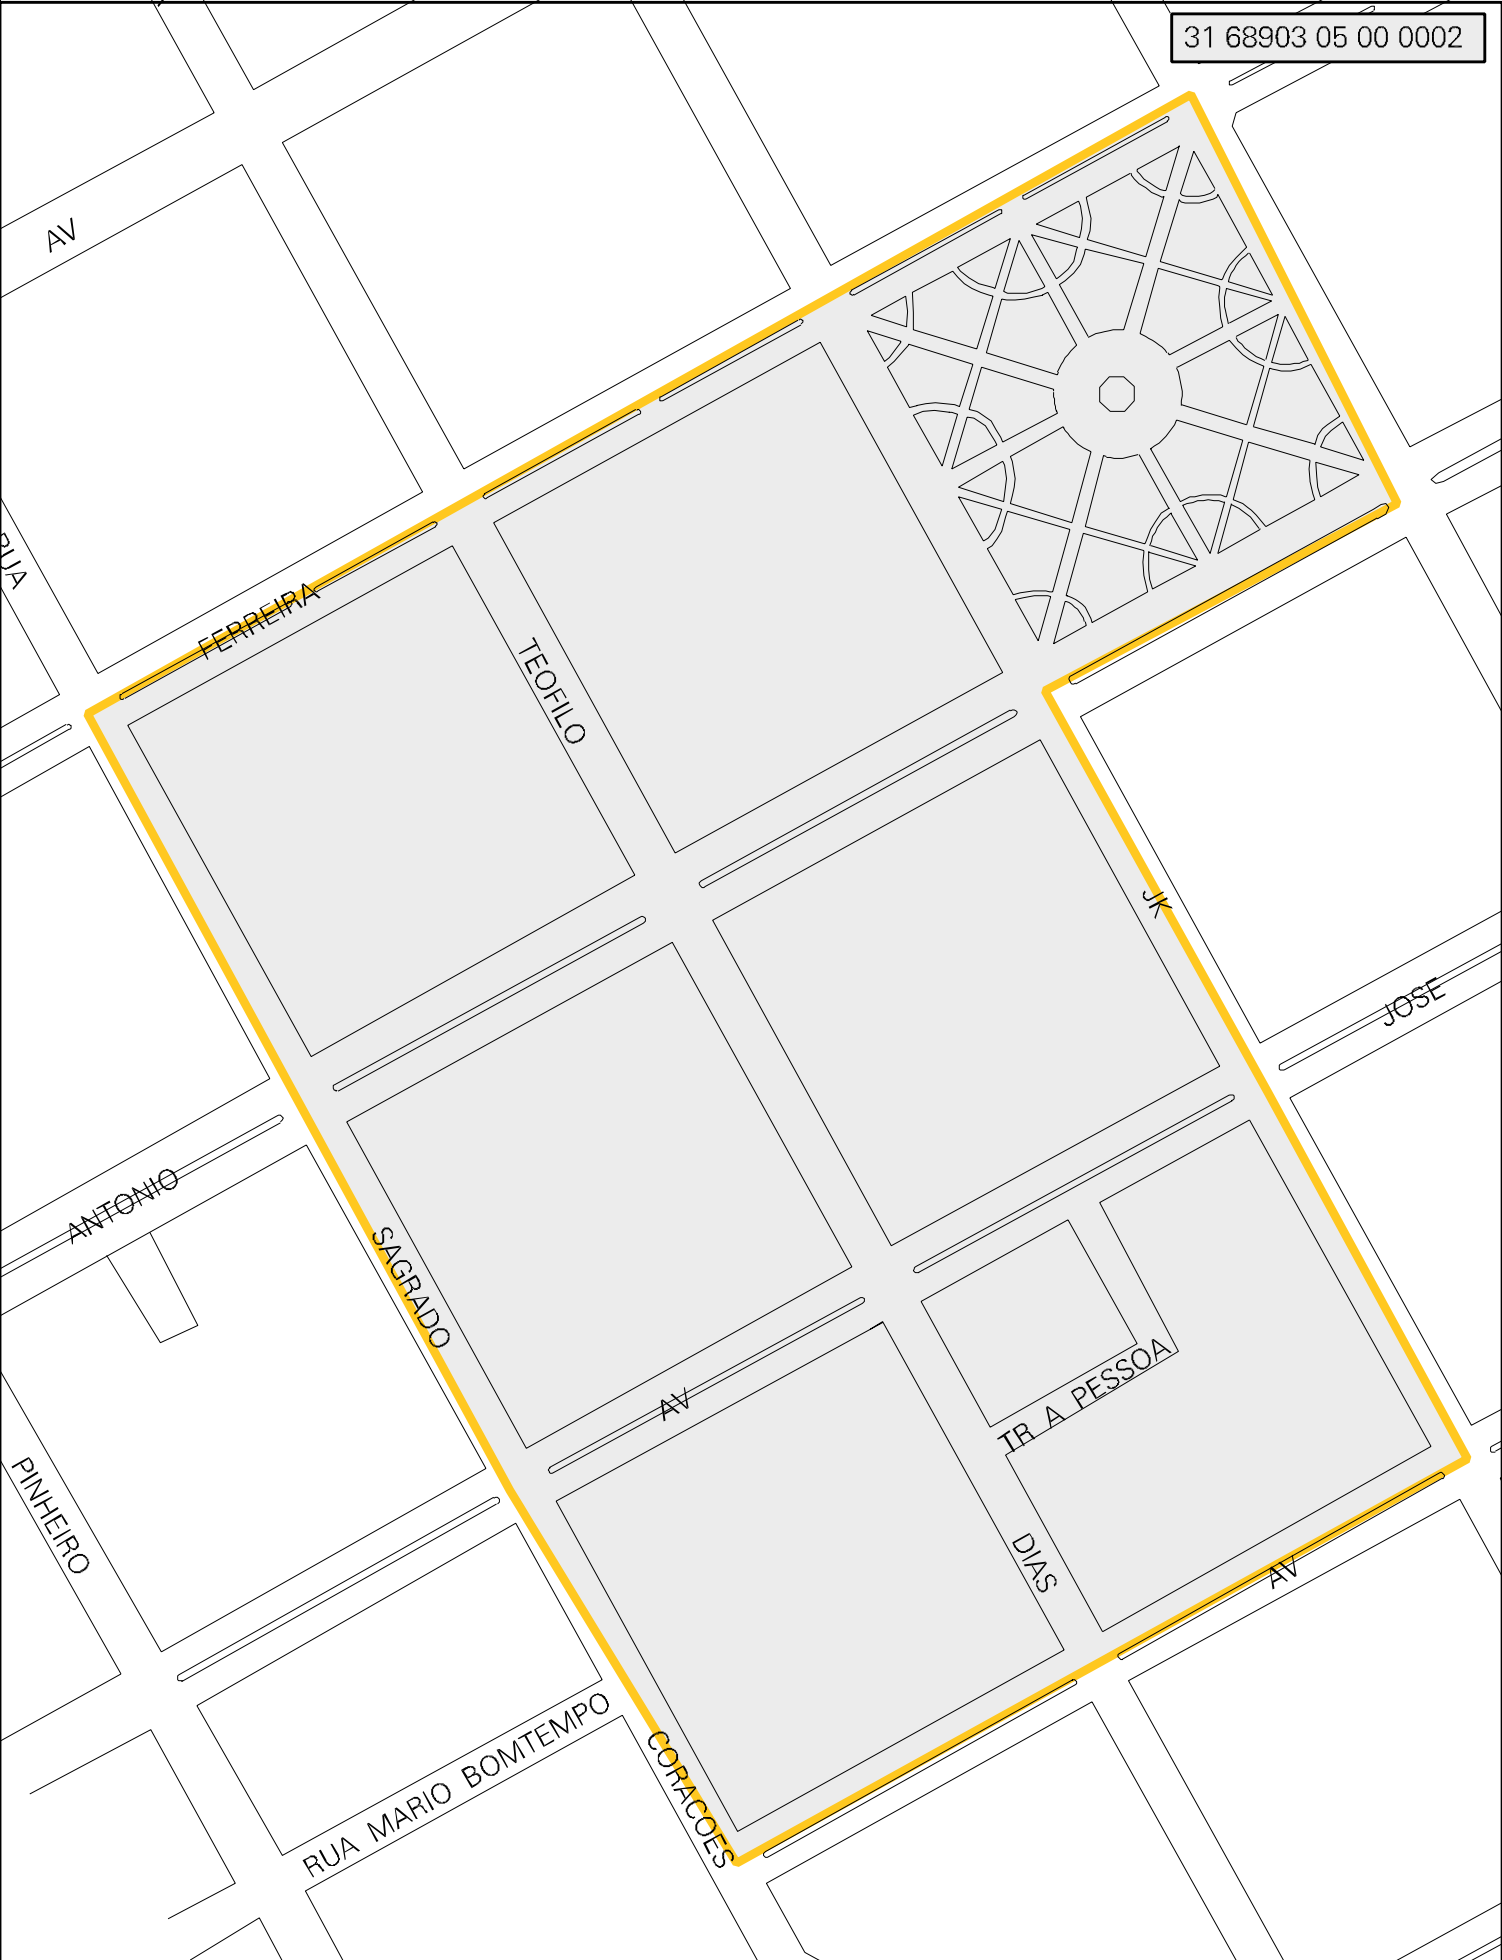 31 68903 05 00 0002
AV
RUA
FERREIRA
TEOFILO
JK
JOSE
ANTONIO
SAGRADO
TR A PESSOA
AV
PINHEIRO
DIAS
AV
RUA MARIO BOMTEMPO
CORACOES